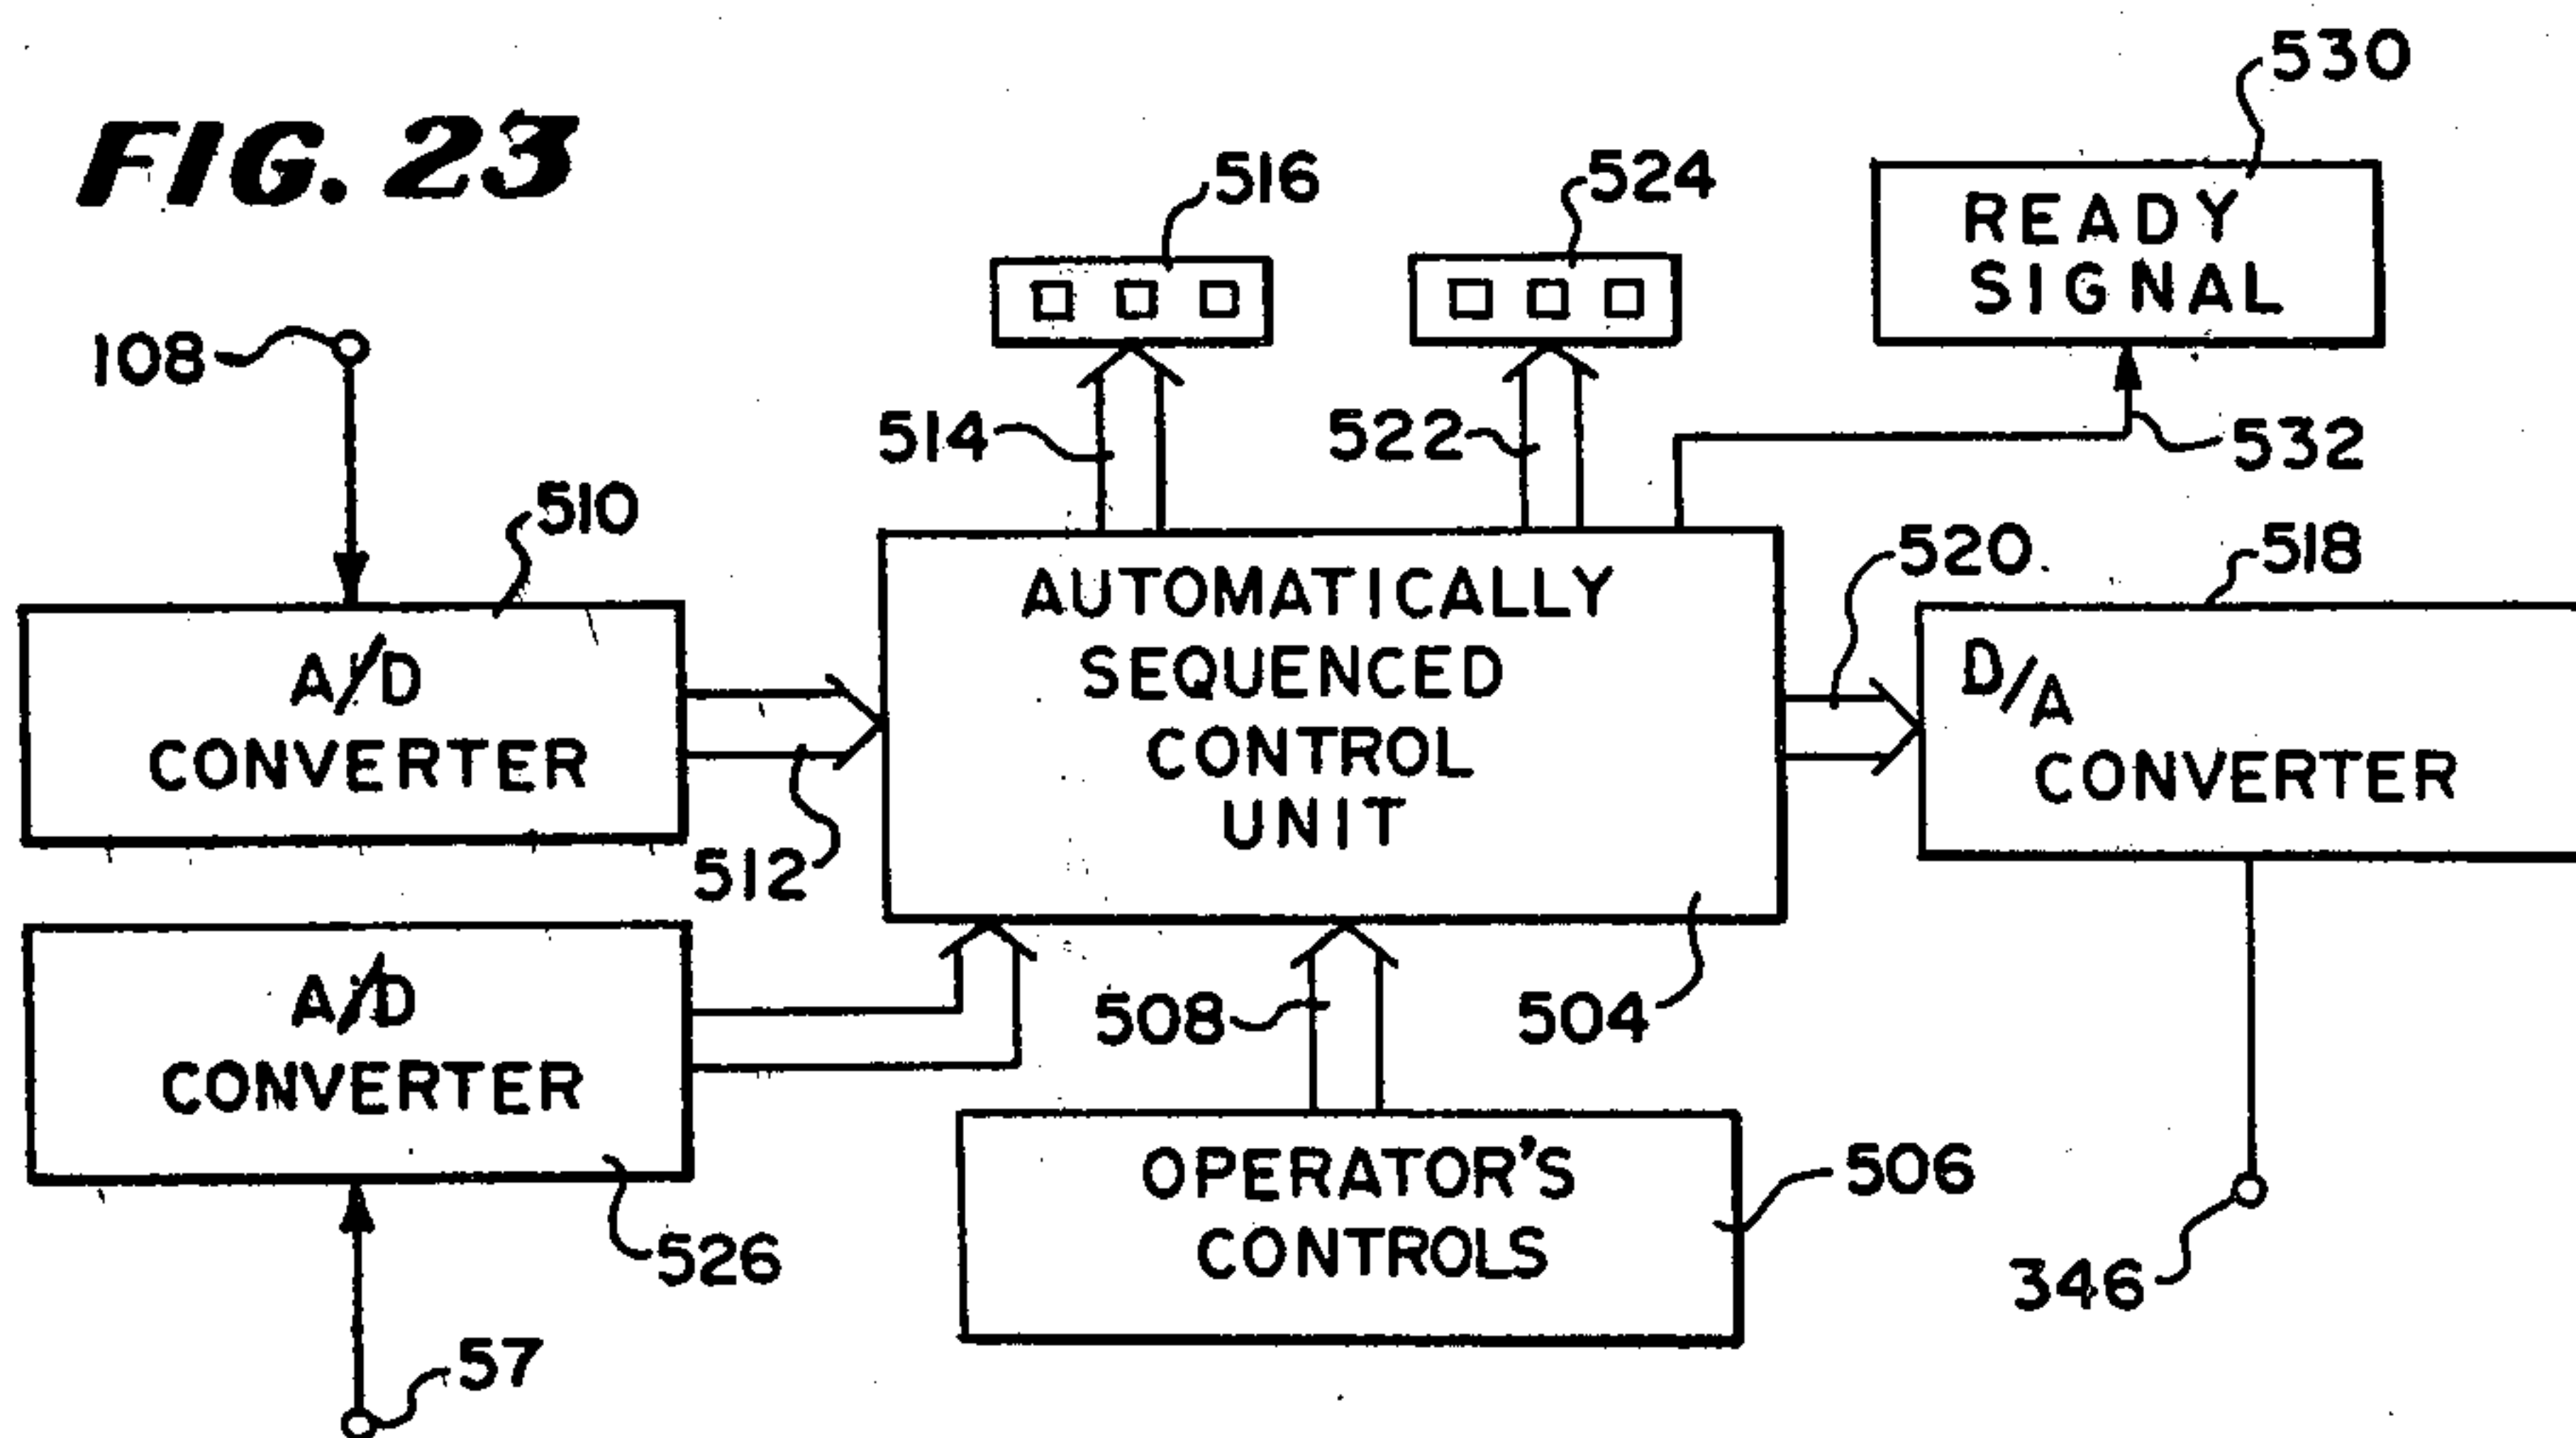 FIG. 23
530
516
524
READY
SIGNAL
108
514
522
532
510
520
518
AUTOMATICALLY
SEQUENCED
CONTROL
UNIT
A/D
CONVERTER
D/A
CONVERTER
512
A/D
CONVERTER
508
504
OPERATOR'S
CONTROLS
506
526
346
57